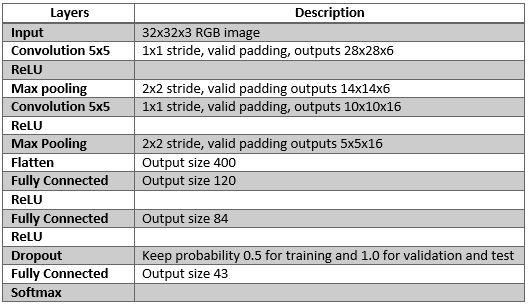 Layers Description
Input 32x32x3 RGB image
Convolution 5x5 1x1 stride, valid padding, outputs 28x28x6
ReLU
Max pooling 2x2 stride, valid padding outputs 14x14x6
Convolution 5x5 1x1 stride, valid padding, outputs 10x10x16
ReLU
Max Pooling 2x2 stride, valid padding outputs 5x5x16
Flatten Output size 400
Fully Connected Output size 120
ReLU
Fully Connected Output size 84
ReLU
Dropout Keep probability 0.5 for training and 1.0 for validation and test
Fully Connected Output size 43
Softmax